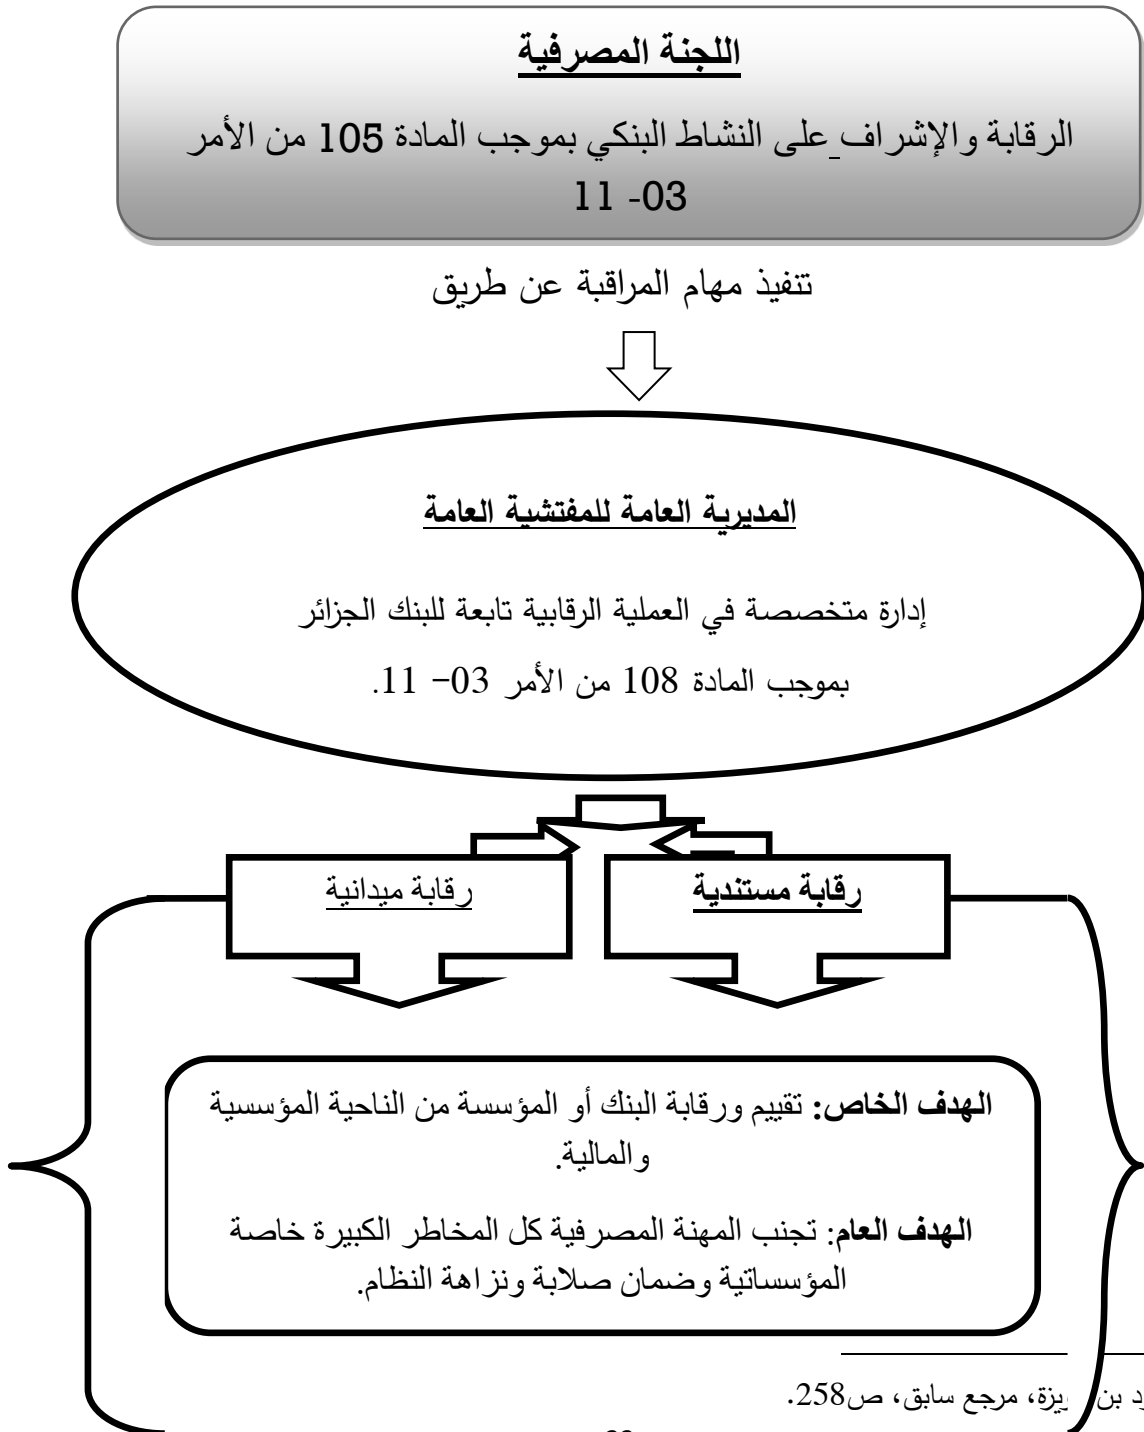 اللجنة المصرفية
الرقابة والإشراف على النشاط البنكي بموجب المادة 105 من الأمر
03- 11
تتفيذ مهام المراقبة عن طريق
المديرية العامة للمفتشية العامة
إدارة متخصصة في العملية الرقابية تابعة للبنك الجزائر
بموجب المادة 108 من الأمر 03- 11.
رقابة مستندية
رقابة ميدانية
الهدف الخاص: تقييم ورقابة البنك أو المؤسسة من الناحية المؤسسية
والمالية.
الهدف العام: تجنب المهنة المصرفية كل المخاطر الكبيرة خاصة
المؤسساتية وضمان صلابة ونزاهة النظام.
بن مرجع سابق، ص258.